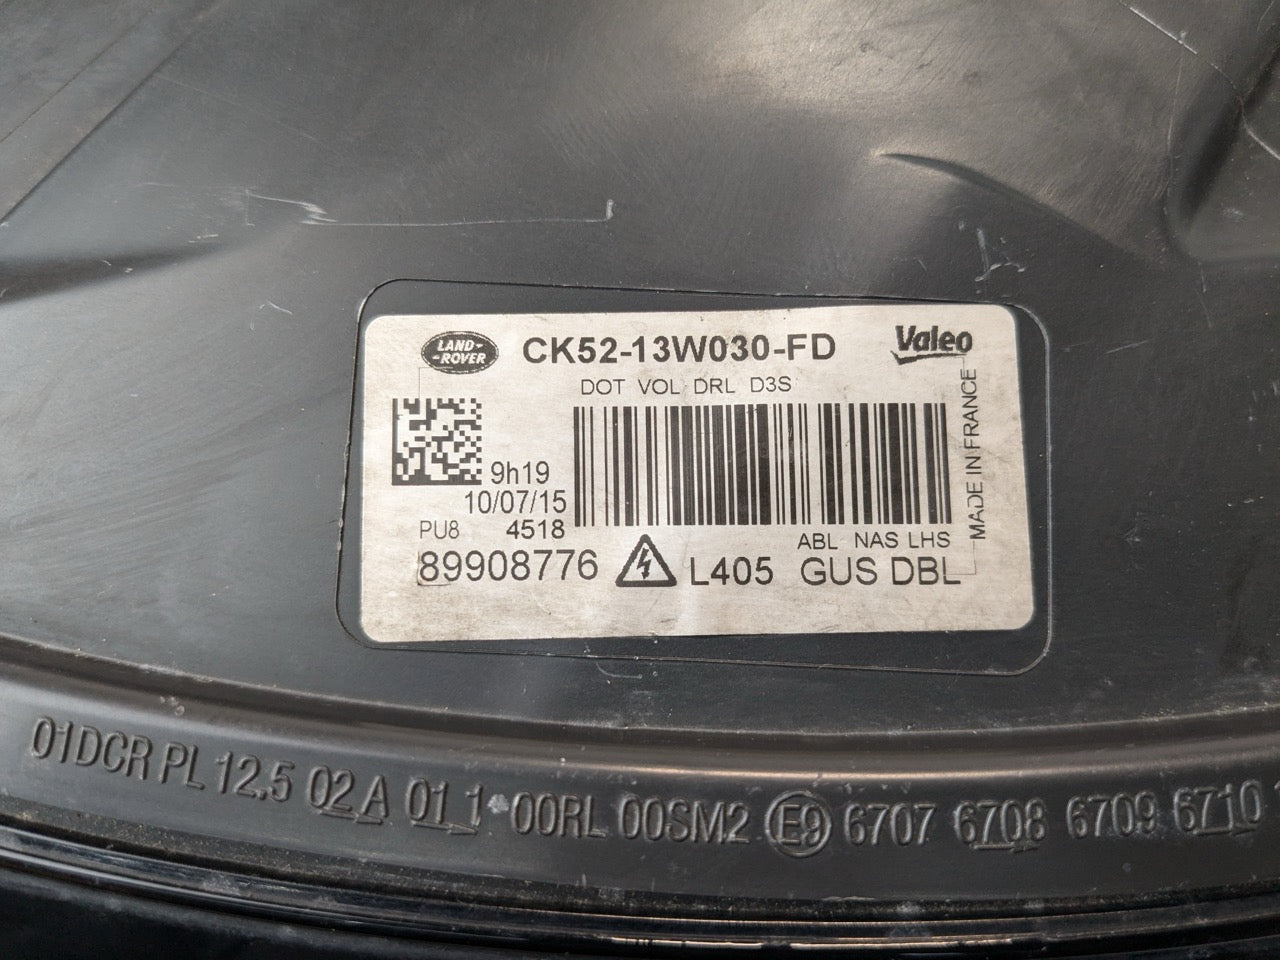 LAND-
-ROVER
CK52-13W030-FD
Valeo
DOT VOL DRL D3S
MADE IN FRANCE
9h19
10/07/15
PU8 4518
ABL NAS LHS
89908776
L405 GUS DBL
01DCR PL 12.5 02A 01 1 00RL 00SM2 E9 6707 6708 6709 6710